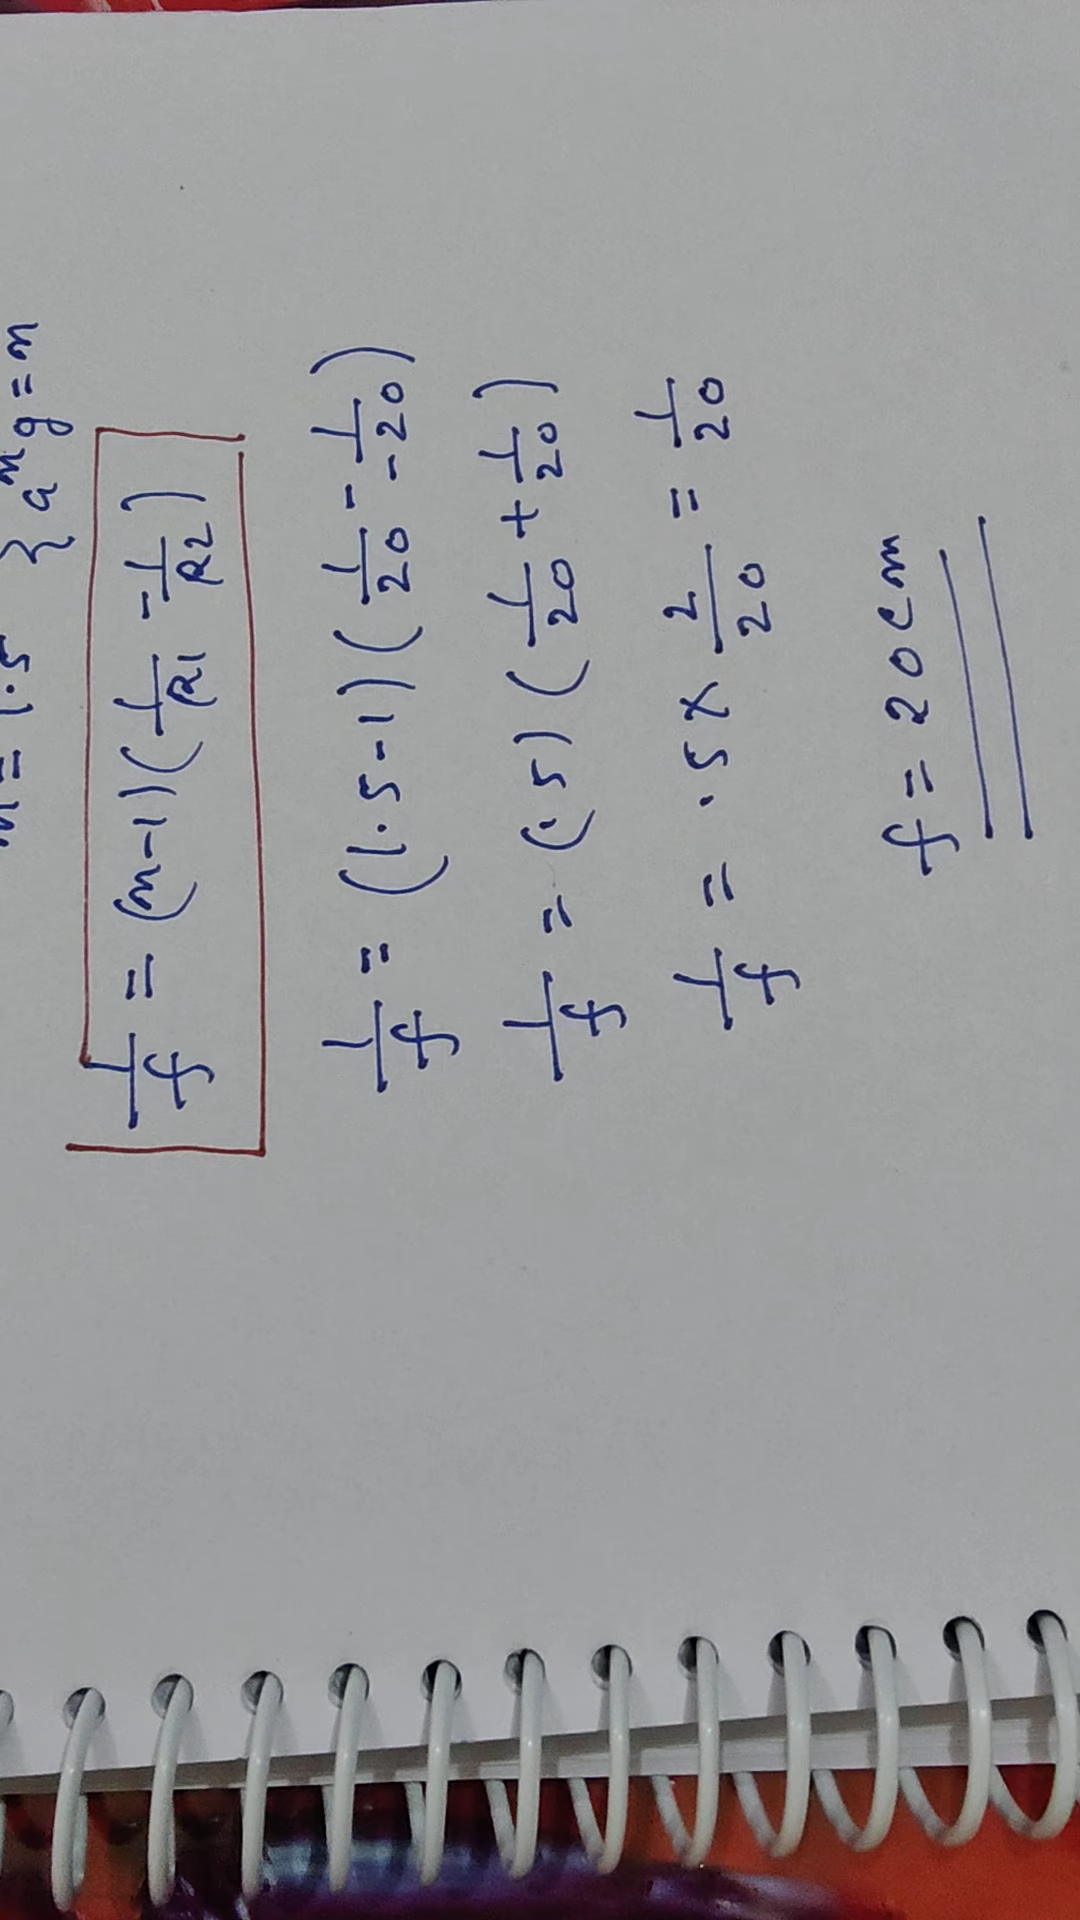 n = 1.5 { a n g = n
1/f = (n-1)(1/R1 - 1/R2)
1/f = (1.5-1)(1/20 - 1/-20)
1/f = (.5)(1/20 + 1/20)
1/f = .5 × 2/20 = 1/20
f = 20cm